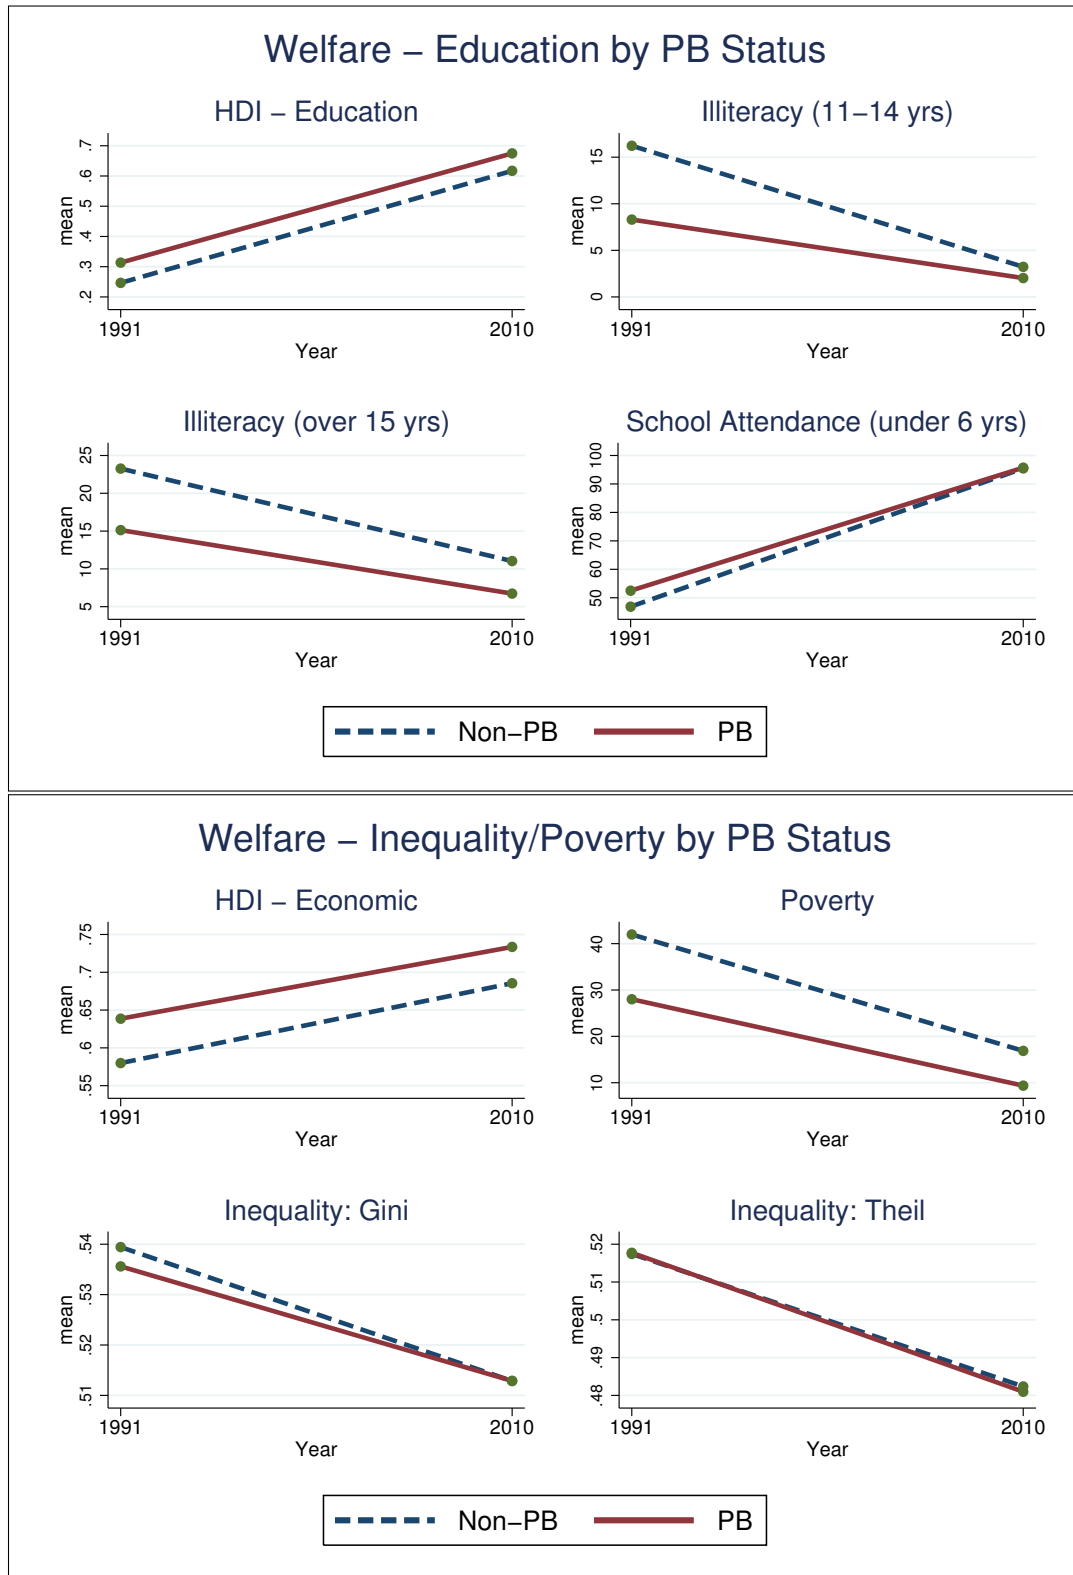 Welfare – Education by PB Status
HDI – Education
mean
.7
.6
.5
.4
.3
.2
1991
2010
Year
Illiteracy (11–14 yrs)
mean
15
10
5
0
1991
2010
Year
Illiteracy (over 15 yrs)
mean
25
20
15
10
5
1991
2010
Year
School Attendance (under 6 yrs)
mean
100
90
80
70
60
50
1991
2010
Year
Non–PB
PB
Welfare – Inequality/Poverty by PB Status
HDI – Economic
mean
.75
.7
.65
.6
.55
1991
2010
Year
Poverty
mean
40
30
20
10
1991
2010
Year
Inequality: Gini
mean
.54
.53
.52
.51
1991
2010
Year
Inequality: Theil
mean
.52
.51
.5
.49
.48
1991
2010
Year
Non–PB
PB